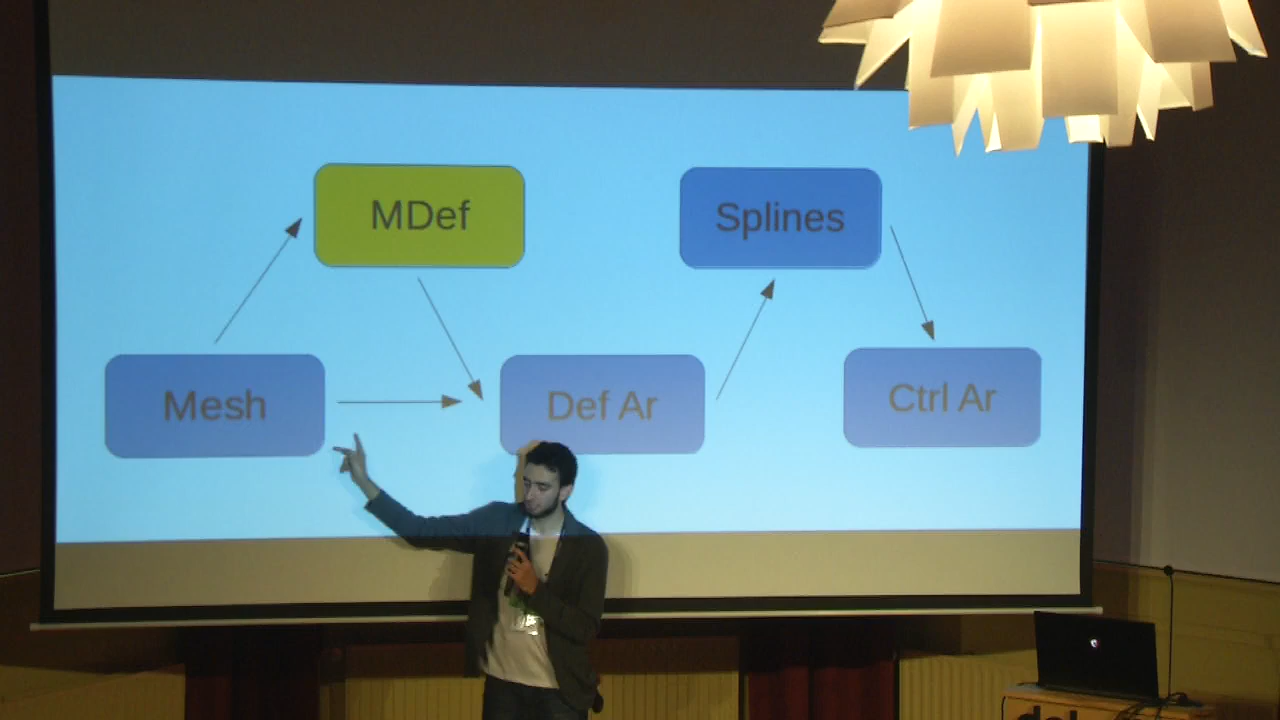 MDef
Splines
Mesh
Def Ar
Ctrl Ar